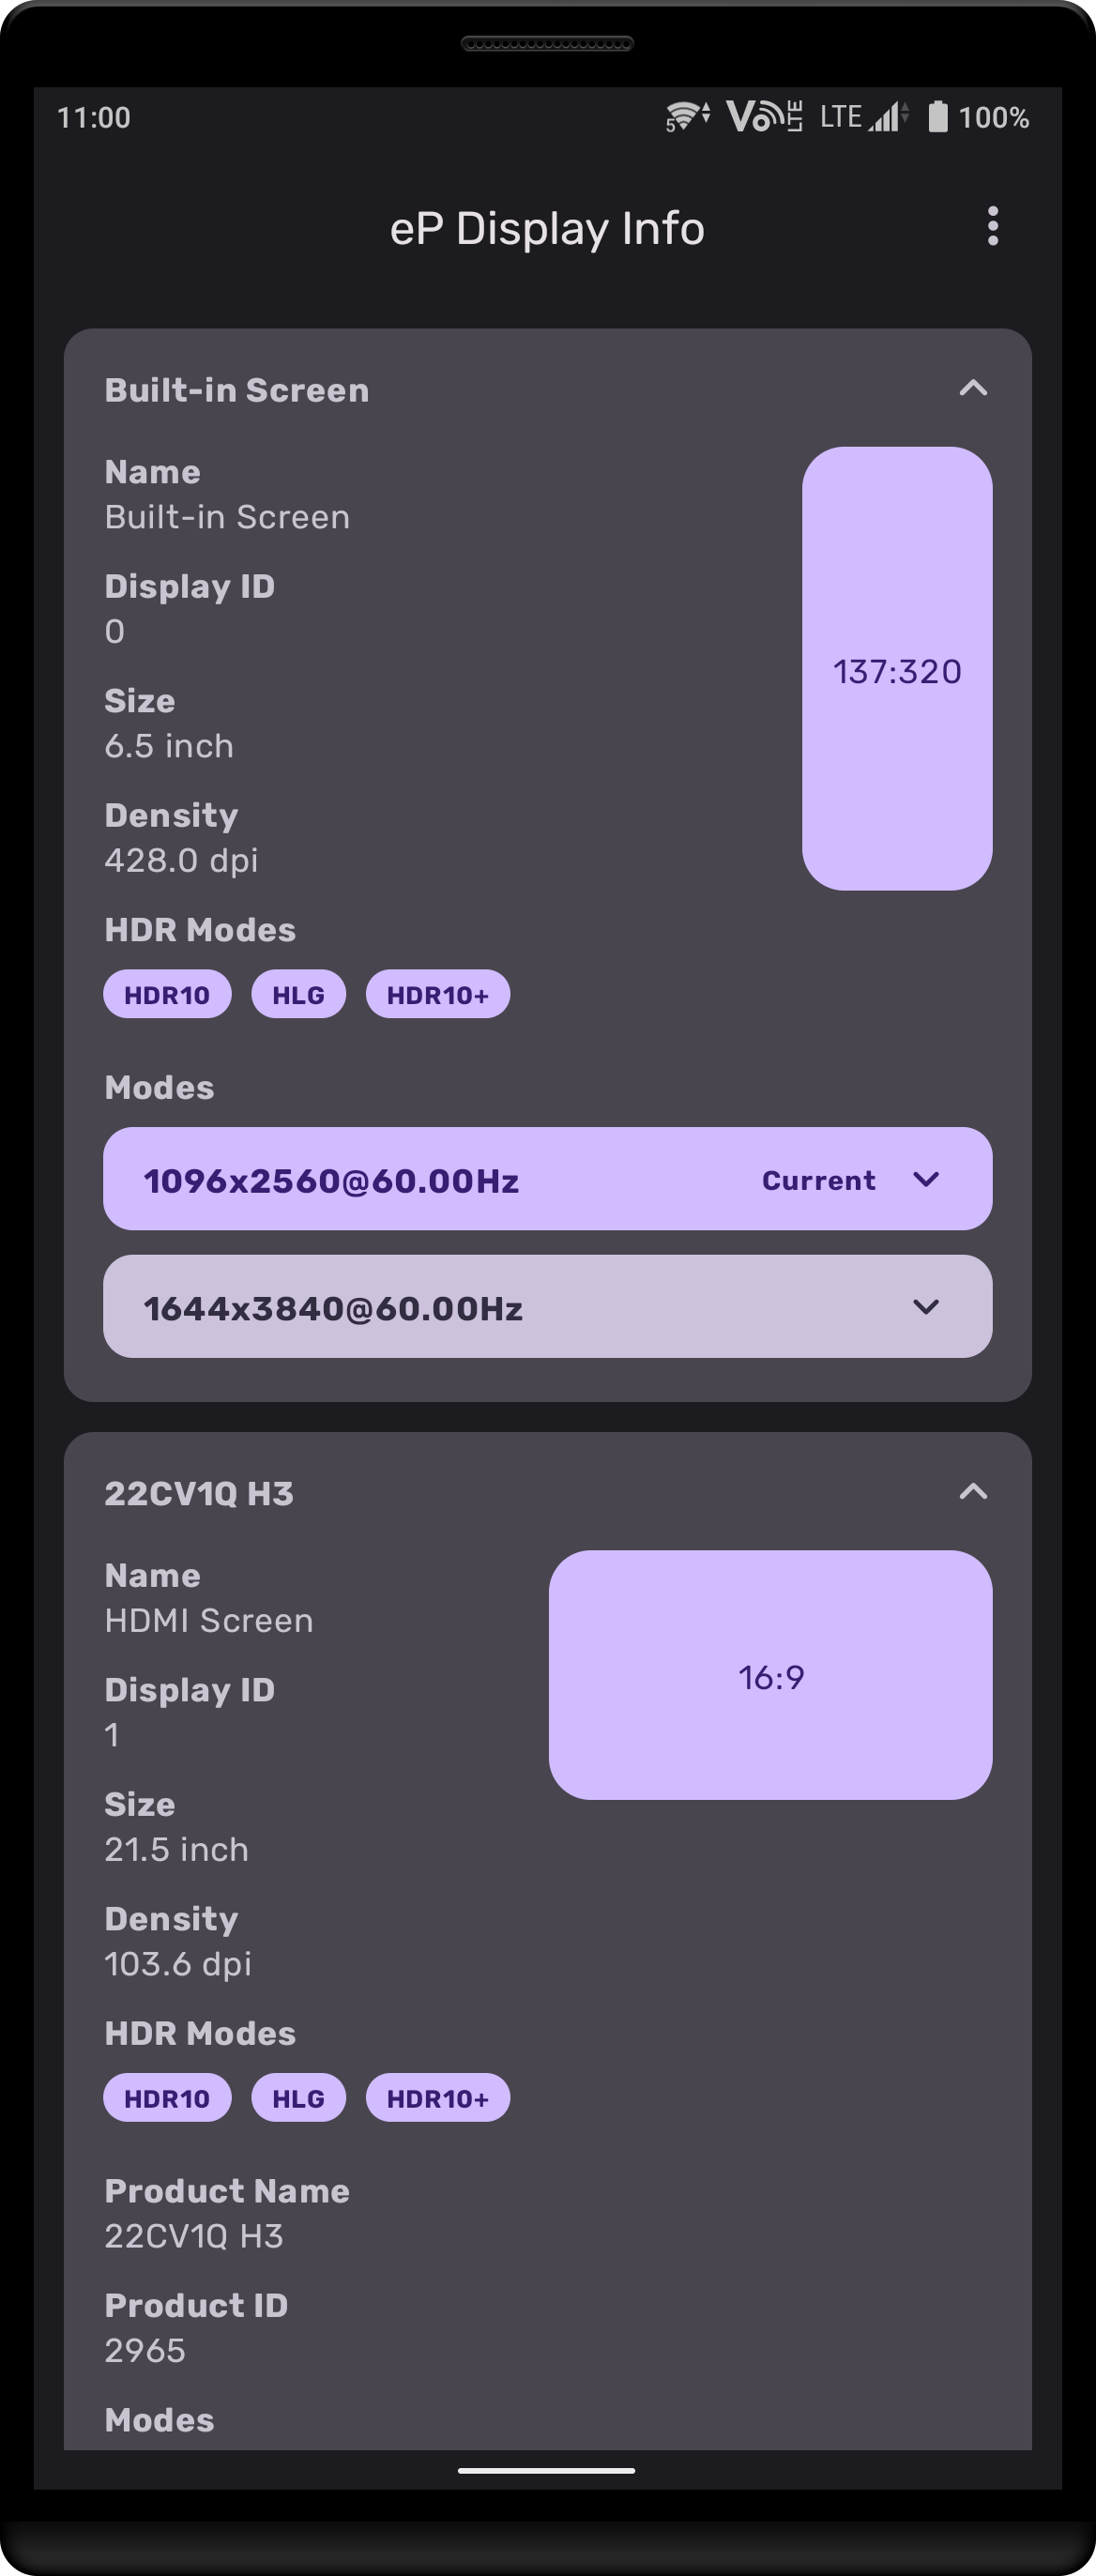 11:00
5 VoLTE LTE 100%
eP Display Info
Built-in Screen
Name
Built-in Screen
Display ID
0
Size
6.5 inch
Density
428.0 dpi
137:320
HDR Modes
HDR10 HLG HDR10+
Modes
1096x2560@60.00Hz Current
1644x3840@60.00Hz
22CV1Q H3
Name
HDMI Screen
Display ID
1
16:9
Size
21.5 inch
Density
103.6 dpi
HDR Modes
HDR10 HLG HDR10+
Product Name
22CV1Q H3
Product ID
2965
Modes